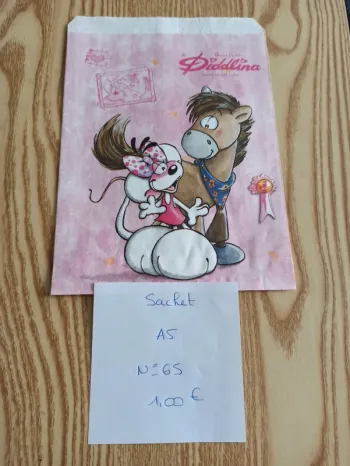 Diddlina
Sachet
A5
N° 65
1,00 €